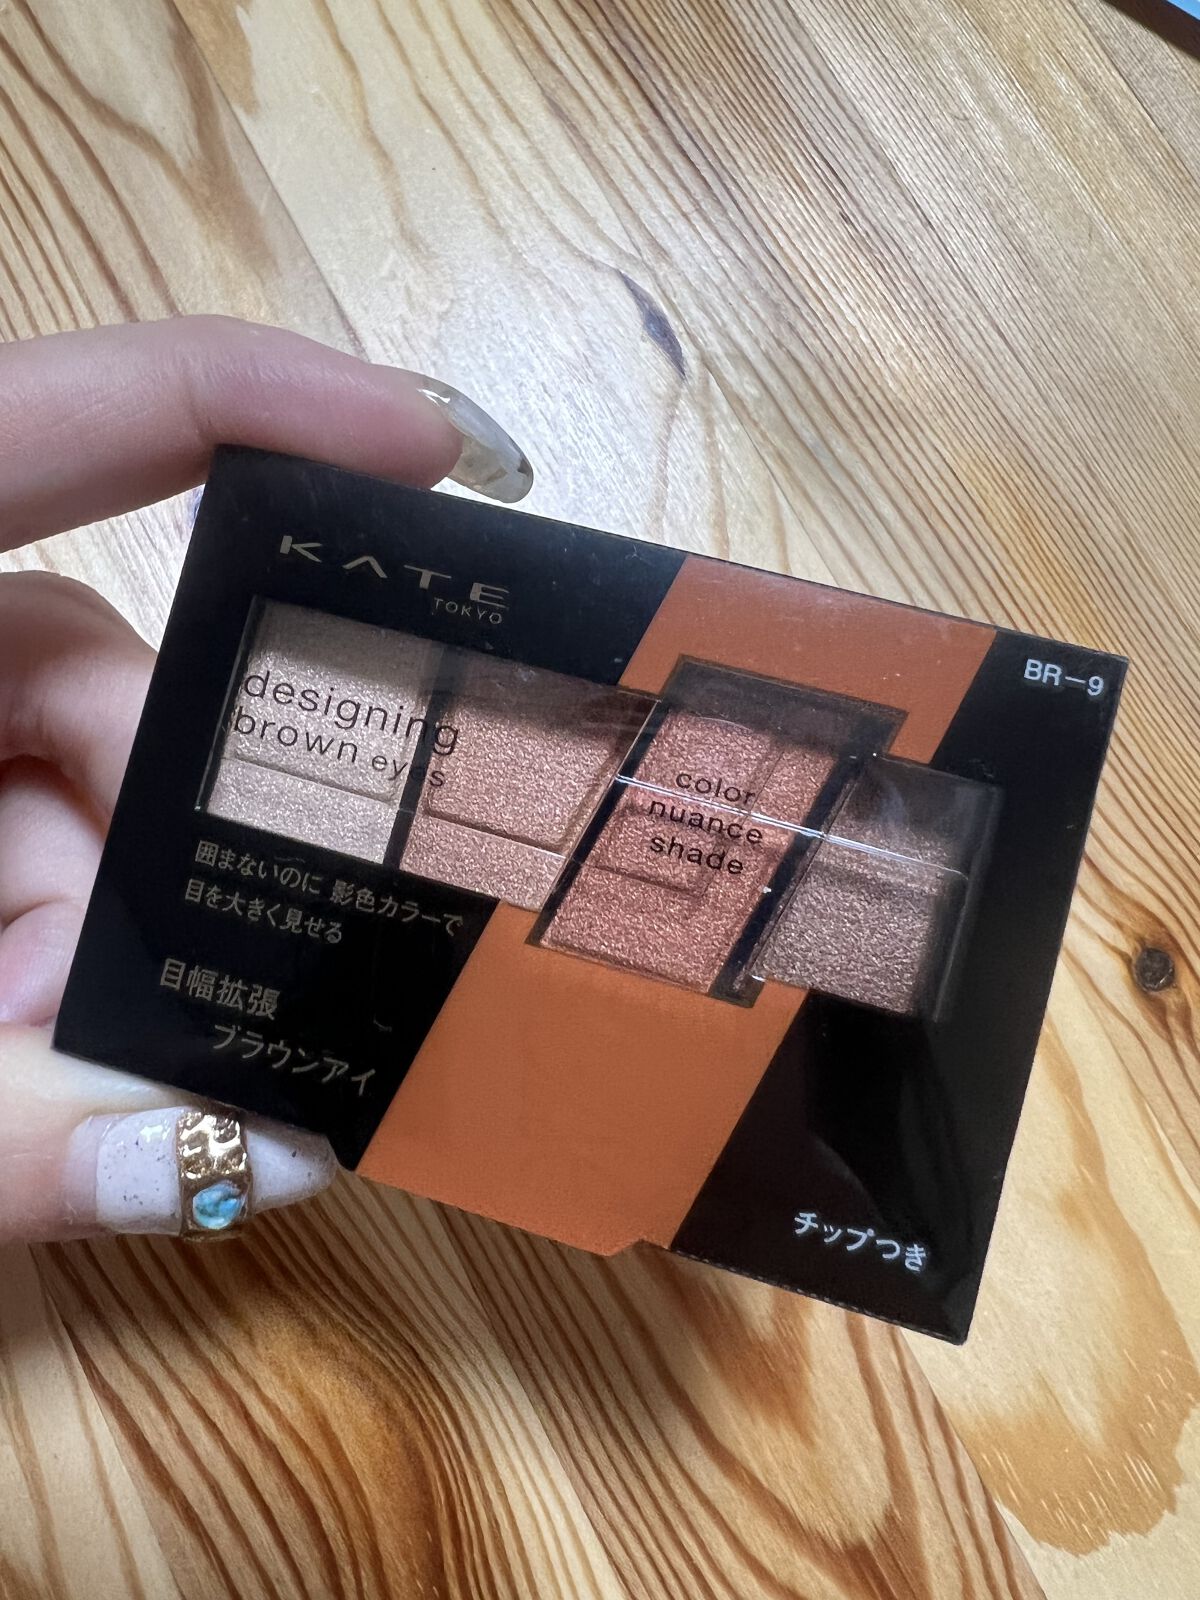 KATE
TOKYO
BR-9
designing
brown eyes
color
nuance
shade
囲まないのに 影色カラーで
目を大きく見せる
目幅拡張
ブラウンアイ
チップつき